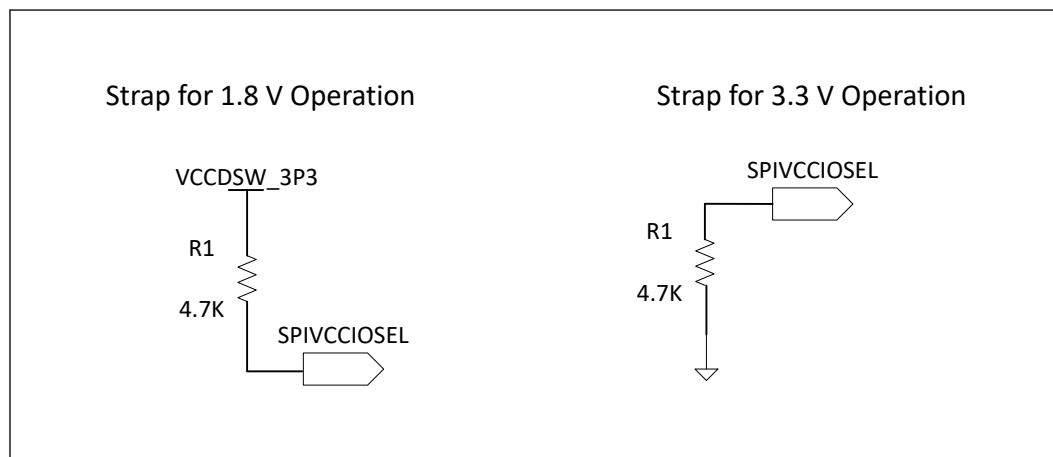 Strap for 1.8 V Operation
VCCDSW_3P3
R1
4.7K
SPIVCCIOSEL
Strap for 3.3 V Operation
SPIVCCIOSEL
R1
4.7K